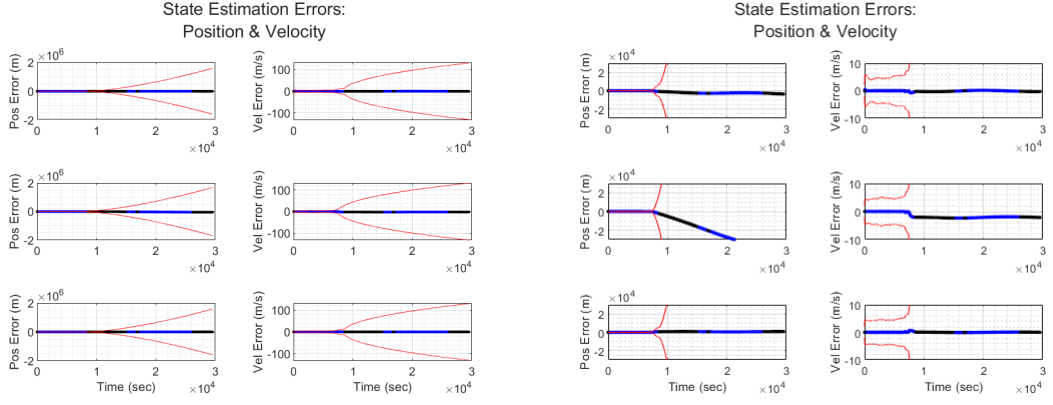 State Estimation Errors:
Position & Velocity
×10^6
Pos Error (m)
2
0
-2
0 1 2 3
×10^4
Vel Error (m/s)
100
0
-100
0 1 2 3
×10^4
×10^6
Pos Error (m)
2
0
-2
0 1 2 3
×10^4
Vel Error (m/s)
100
0
-100
0 1 2 3
×10^4
×10^6
Pos Error (m)
2
0
-2
0 1 2 3
Time (sec) ×10^4
Vel Error (m/s)
100
0
-100
0 1 2 3
Time (sec) ×10^4
State Estimation Errors:
Position & Velocity
×10^4
Pos Error (m)
2
0
-2
0 1 2 3
×10^4
Vel Error (m/s)
10
0
-10
0 1 2 3
×10^4
×10^4
Pos Error (m)
2
0
-2
0 1 2 3
×10^4
Vel Error (m/s)
10
0
-10
0 1 2 3
×10^4
×10^4
Pos Error (m)
2
0
-2
0 1 2 3
Time (sec) ×10^4
Vel Error (m/s)
10
0
-10
0 1 2 3
Time (sec) ×10^4